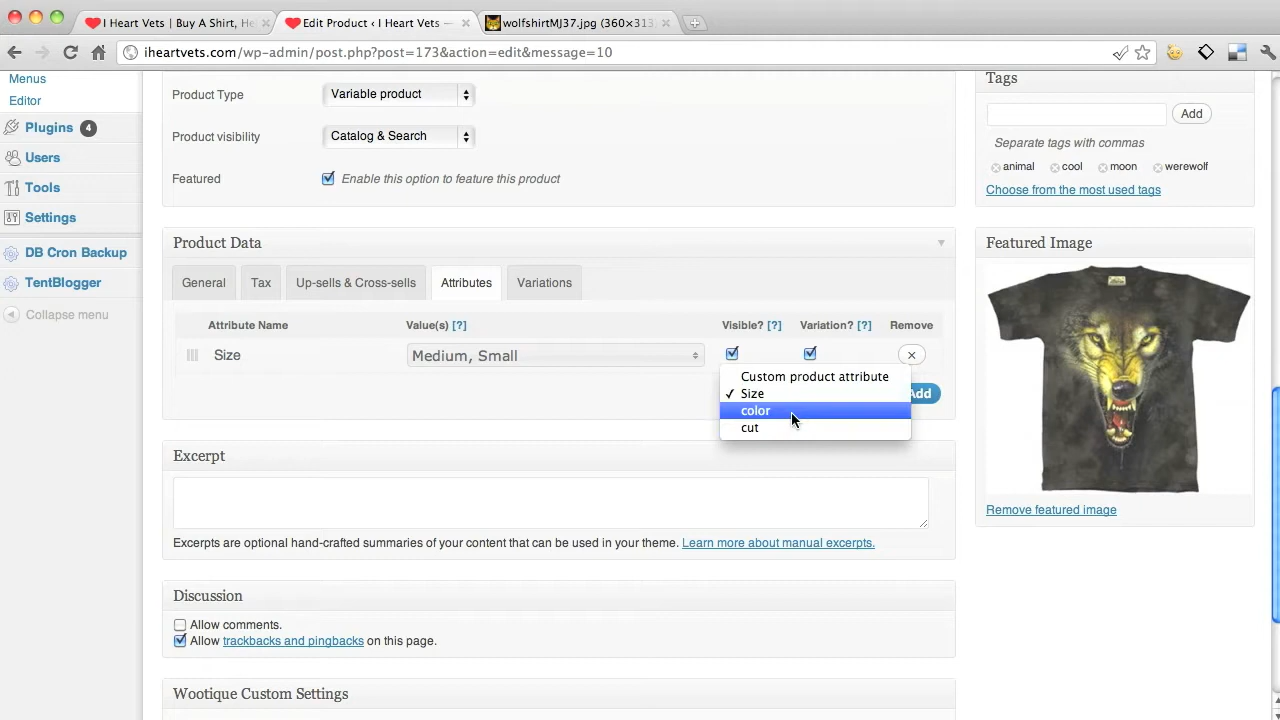 I Heart Vets | Buy A Shirt, He
Edit Product ‹ I Heart Vets —
wolfshirtMJ37.jpg (360×313
iheartvets.com/wp-admin/post.php?post=173&action=edit&message=10
Menus
Editor
Plugins 4
Users
Tools
Settings
DB Cron Backup
TentBlogger
Collapse menu
Product Type
Variable product
Product visibility
Catalog & Search
Featured
Enable this option to feature this product
Product Data
General
Tax
Up-sells & Cross-sells
Attributes
Variations
Attribute Name
Value(s) [?]
Visible? [?]
Variation? [?]
Remove
Size
Medium, Small
Custom product attribute
✓ Size
color
cut
Add
Excerpt
Excerpts are optional hand-crafted summaries of your content that can be used in your theme. Learn more about manual excerpts.
Discussion
Allow comments.
Allow trackbacks and pingbacks on this page.
Wootique Custom Settings
Tags
Add
Separate tags with commas
animal
cool
moon
werewolf
Choose from the most used tags
Featured Image
Remove featured image